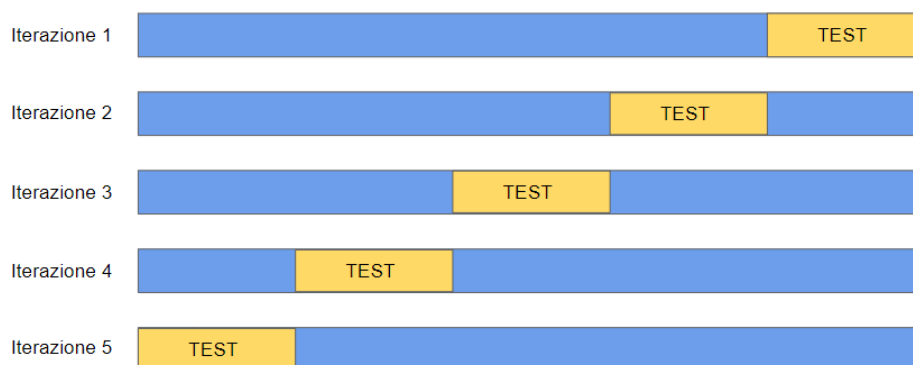 Iterazione 1 TEST
Iterazione 2 TEST
Iterazione 3 TEST
Iterazione 4 TEST
Iterazione 5 TEST